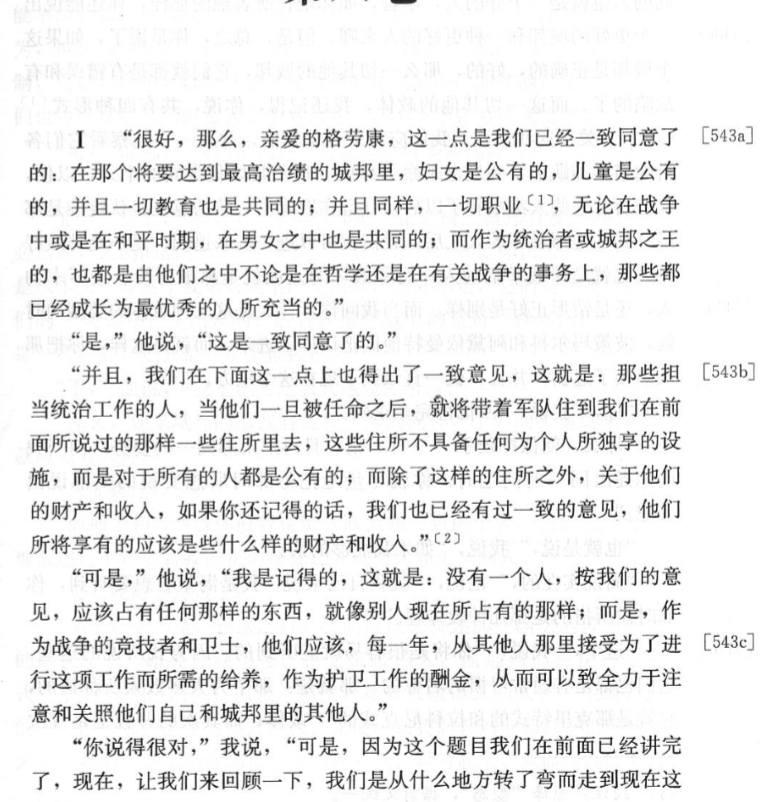 I “很好，那么，亲爱的格劳康，这一点是我们已经一致同意了 [543a]
的：在那个将要达到最高治绩的城邦里，妇女是公有的，儿童是公有
的，并且一切教育也是共同的；并且同样，一切职业〔1〕，无论在战争
中或是在和平时期，在男女之中也是共同的；而作为统治者或城邦之王
的，也都是由他们之中不论是在哲学还是在有关战争的事务上，那些都
已经成长为最优秀的人所充当的。”
“是，”他说，“这是一致同意了的。”
“并且，我们在下面这一点上也得出了一致意见，这就是：那些担 [543b]
当统治工作的人，当他们一旦被任命之后，就将带着军队住到我们在前
面所说过的那样一些住所里去，这些住所不具备任何为个人所独享的设
施，而是对于所有的人都是公有的；而除了这样的住所之外，关于他们
的财产和收人，如果你还记得的话，我们也已经有过一致的意见，他们
所将享有的应该是些什么样的财产和收人。”〔2〕
“可是，”他说，“我是记得的，这就是：没有一个人，按我们的意
见，应该占有任何那样的东西，就像别人现在所占有的那样；而是，作
为战争的竞技者和卫士，他们应该，每一年，从其他人那里接受为了进 [543c]
行这项工作而所需的给养，作为护卫工作的酬金，从而可以致全力于注
意和关照他们自己和城邦里的其他人。”
“你说得很对，”我说，“可是，因为这个题目我们在前面已经讲完
了，现在，让我们来回顾一下，我们是从什么地方转了弯而走到现在这